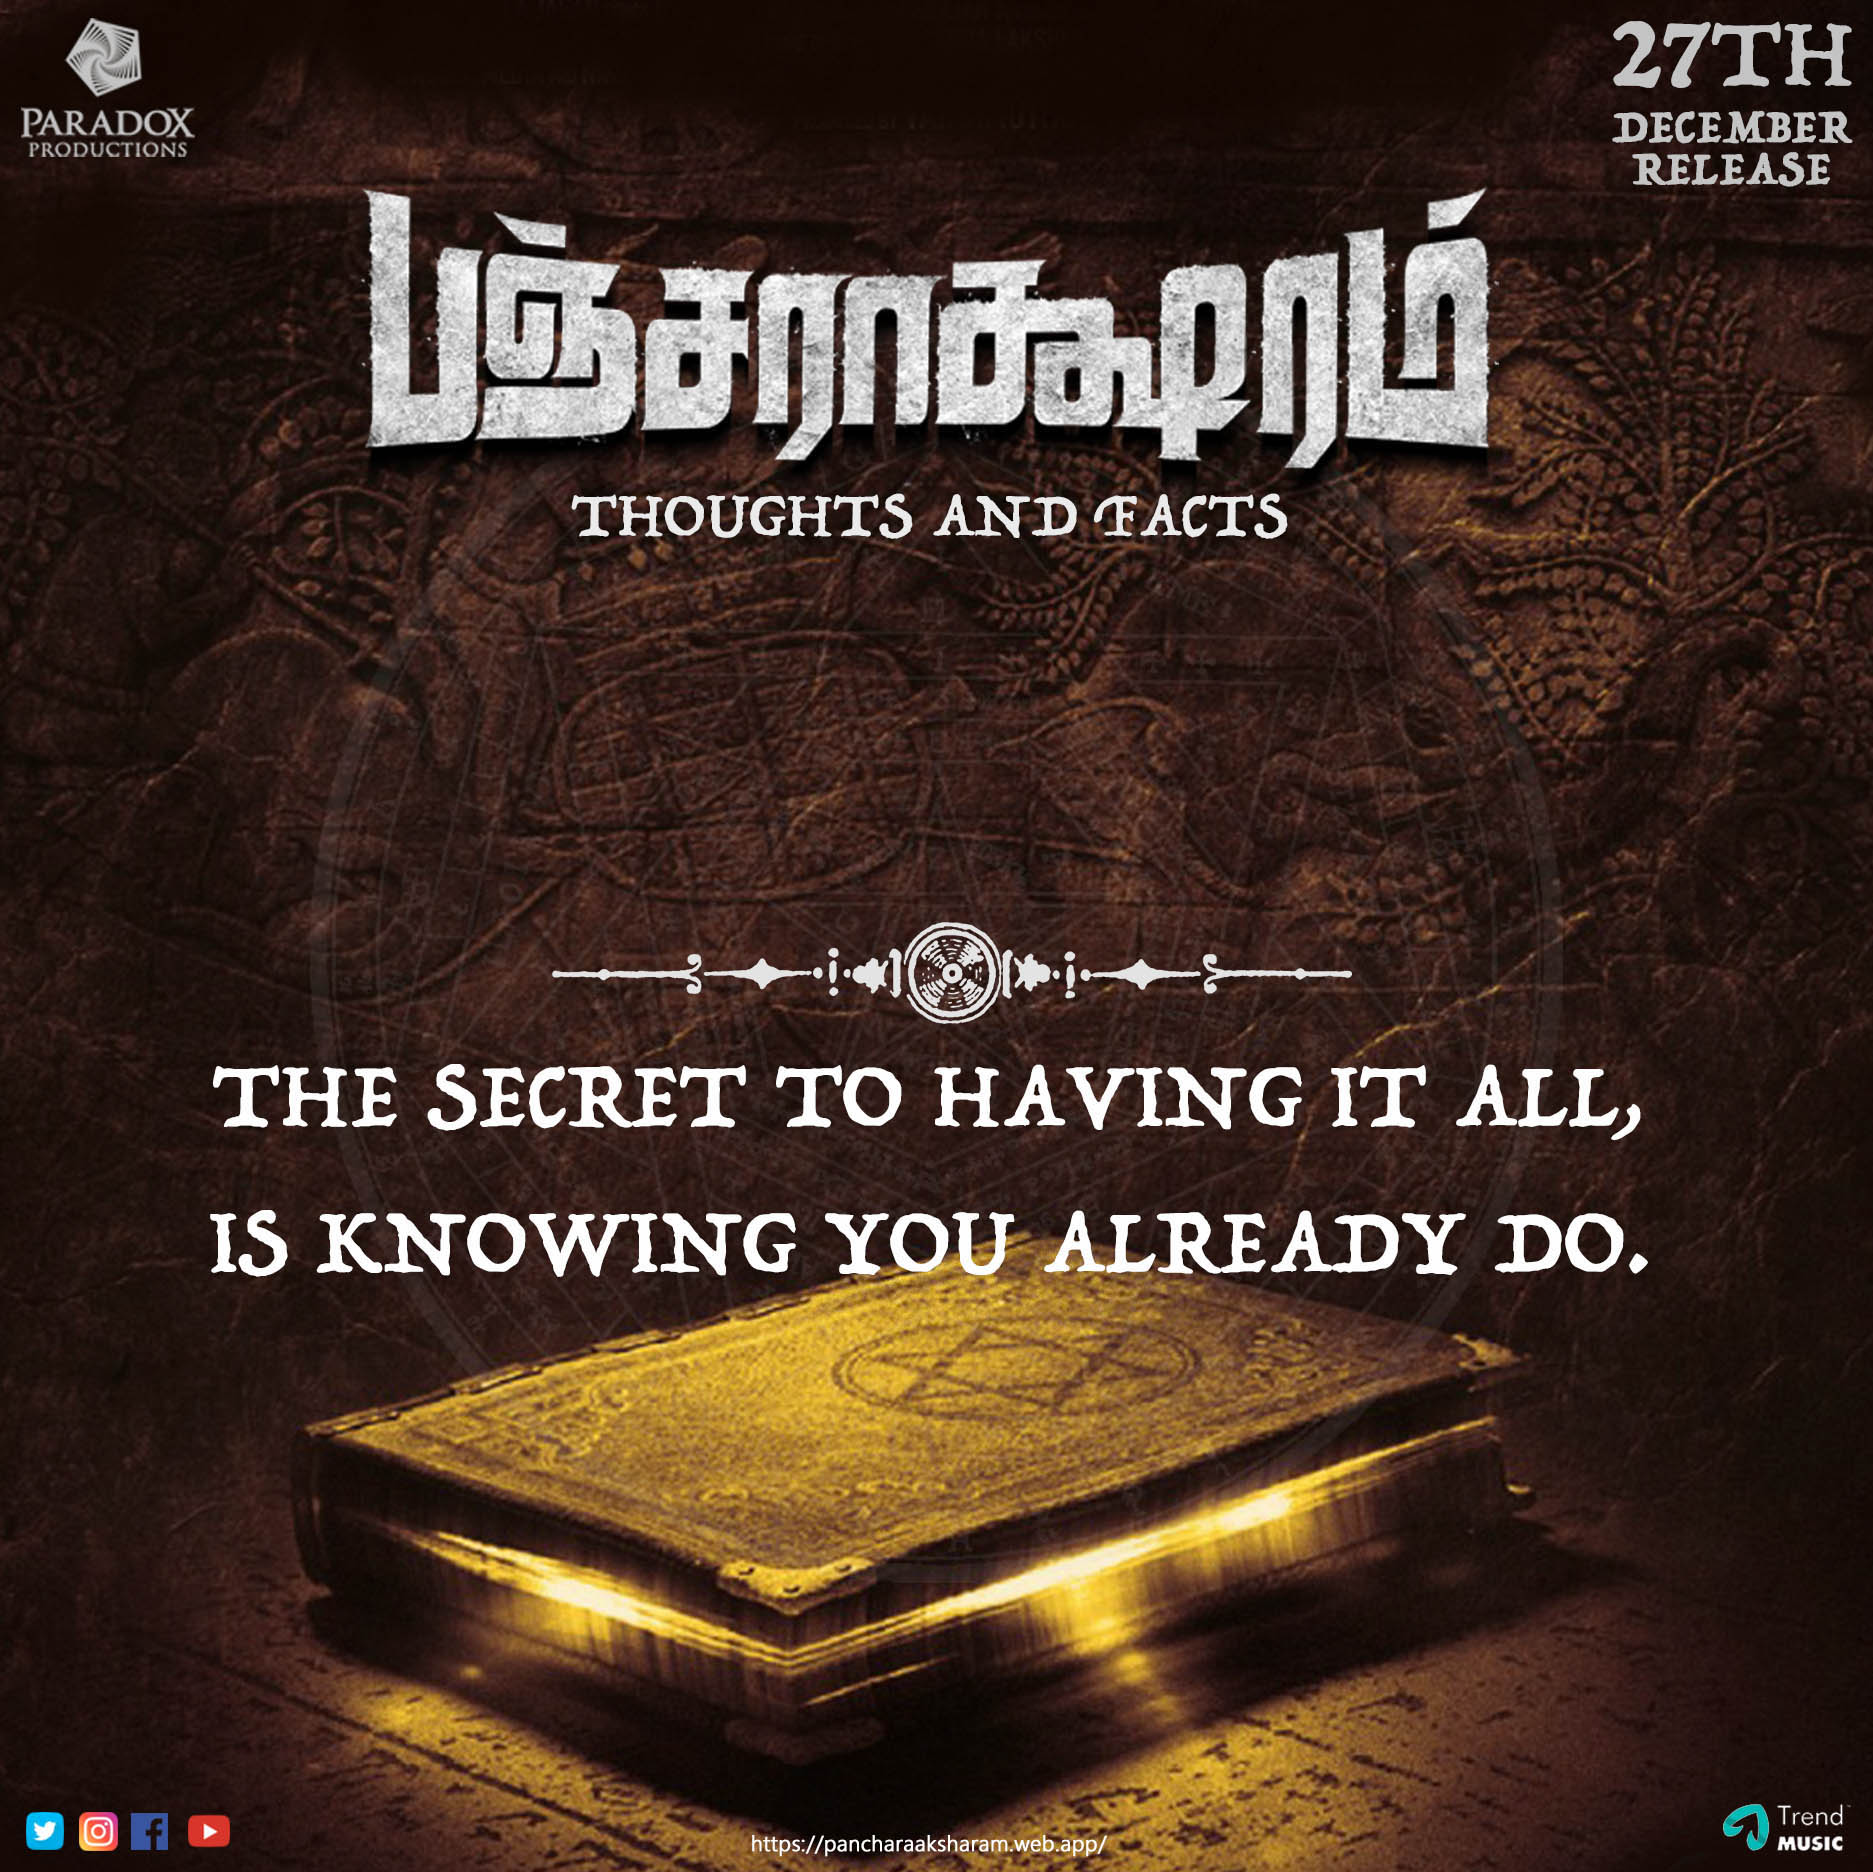 PARADOX
PRODUCTIONS
27TH
DECEMBER
RELEASE
பஞ்சராக்ஷரம்
THOUGHTS AND FACTS
THE SECRET TO HAVING IT ALL,
IS KNOWING YOU ALREADY DO.
https://pancharaaksharam.web.app/
Trend
MUSIC